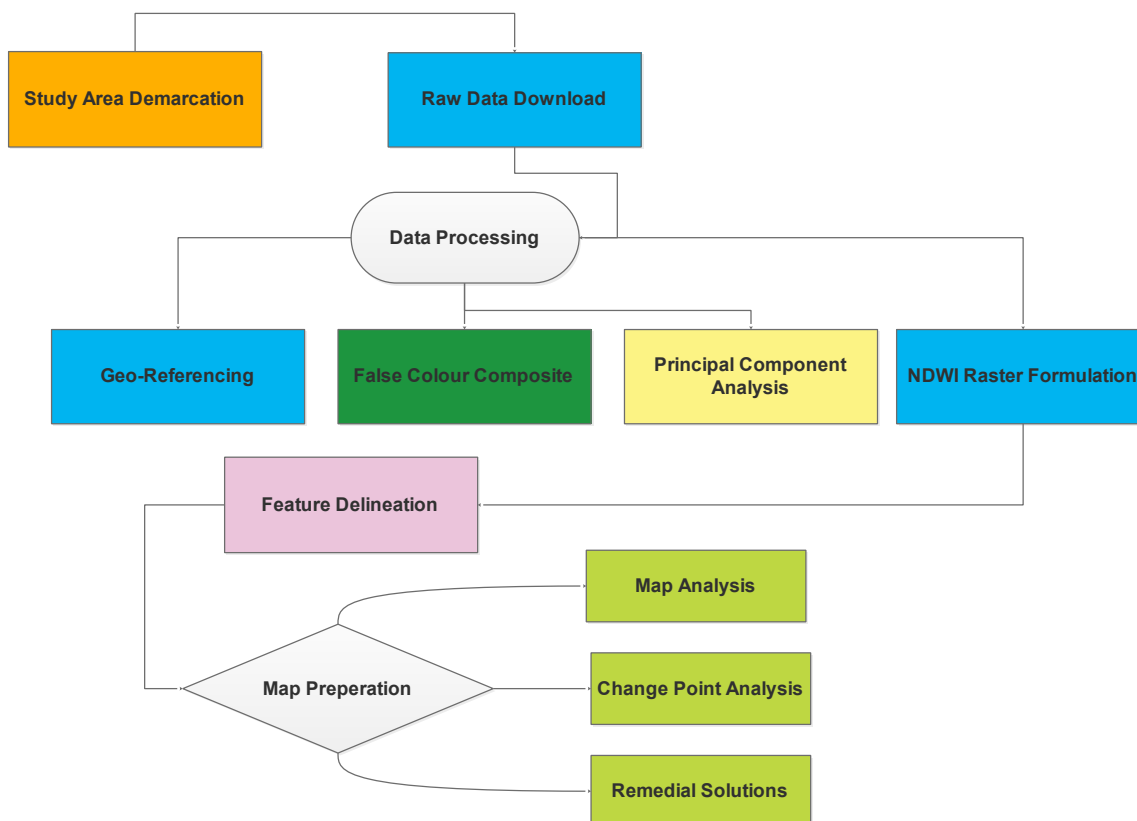 Study Area Demarcation
Raw Data Download
Data Processing
Geo-Referencing
False Colour Composite
Principal Component
Analysis
NDWI Raster Formulation
Feature Delineation
Map Analysis
Map Preperation
Change Point Analysis
Remedial Solutions